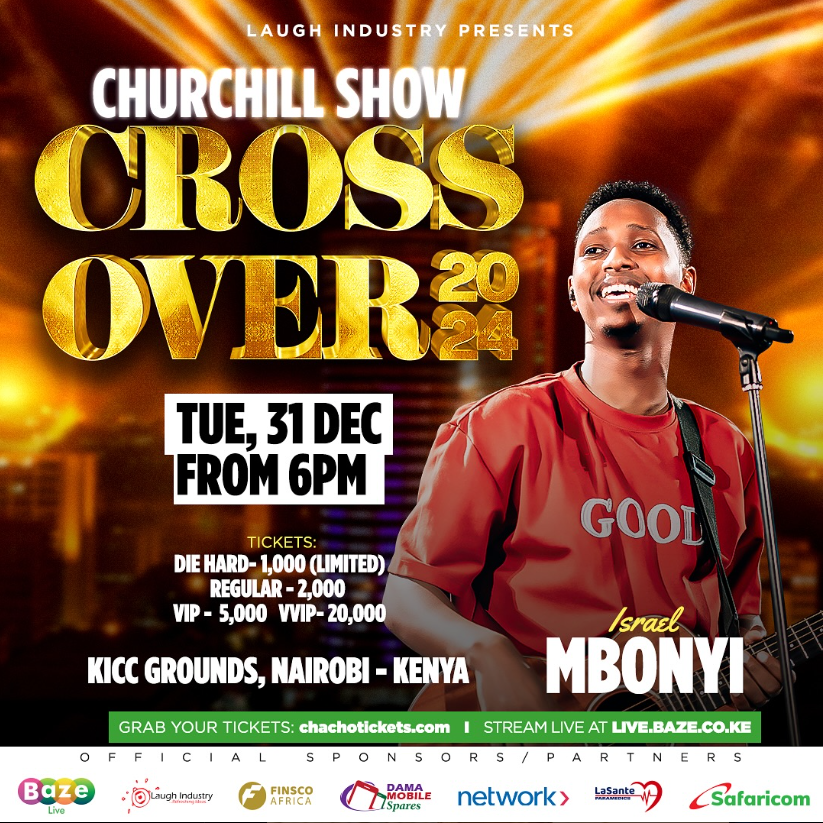 LAUGH INDUSTRY PRESENTS
CHURCHILL SHOW
CROSS
OVER 20
24
TUE, 31 DEC
FROM 6PM
TICKETS:
DIE HARD- 1,000 (LIMITED)
REGULAR - 2,000
VIP - 5,000 VVIP- 20,000
KICC GROUNDS, NAIROBI - KENYA
GOOD
Israel
MBONYI
GRAB YOUR TICKETS: chachotickets.com I STREAM LIVE AT LIVE.BAZE.CO.KE
OFFICIAL SPONSORS/PARTNERS
Baze
Live
Laugh Industry
Refreshing Ideas
FINSCO
AFRICA
DAMA
MOBILE
Spares
network>
LaSante
PARAMEDICS
Safaricom